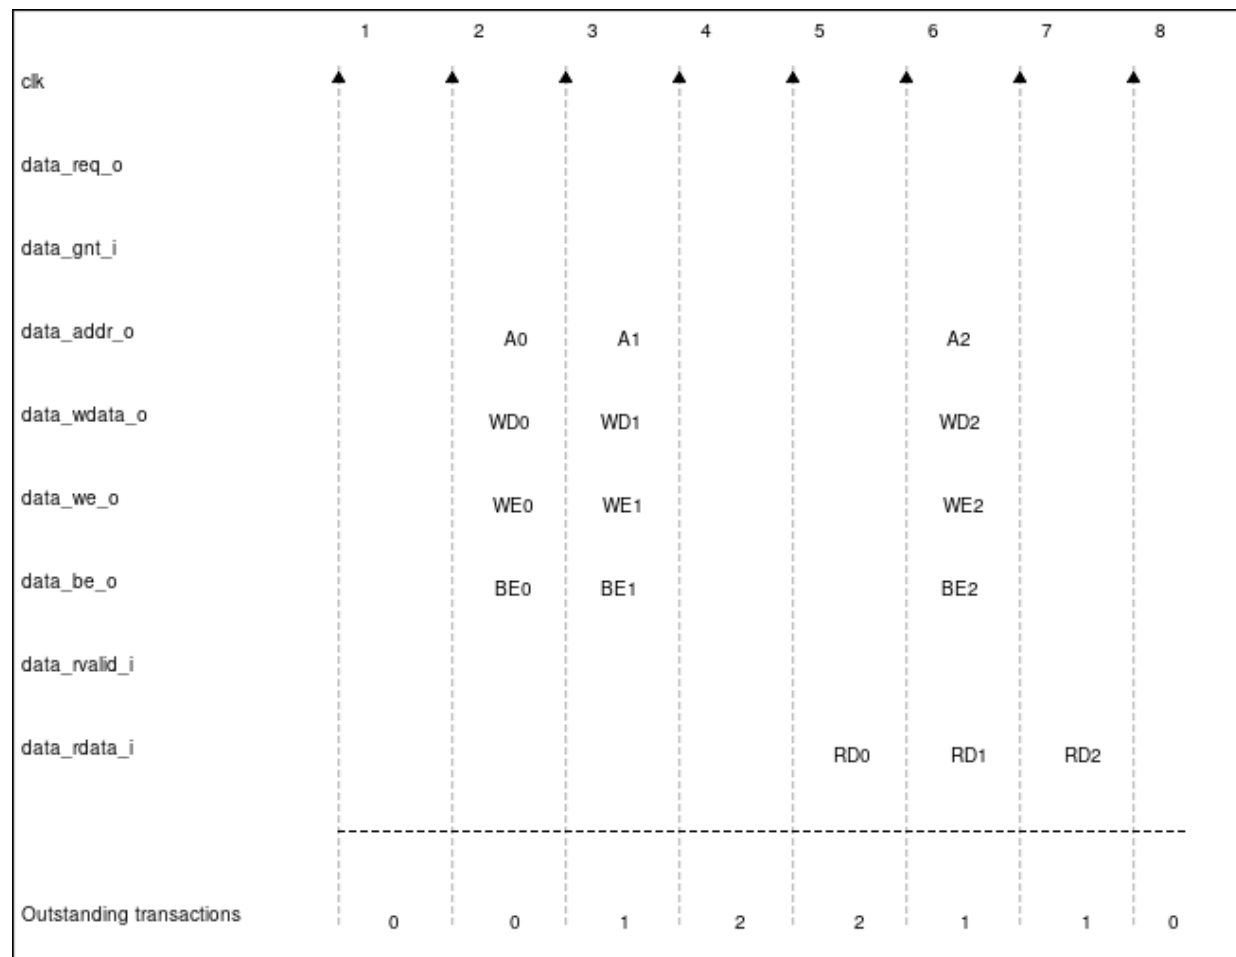 1 2 3 4 5 6 7 8
clk
data_req_o
data_gnt_i
data_addr_o A0 A1 A2
data_wdata_o WD0 WD1 WD2
data_we_o WE0 WE1 WE2
data_be_o BE0 BE1 BE2
data_rvalid_i
data_rdata_i RD0 RD1 RD2
Outstanding transactions 0 0 1 2 2 1 1 0